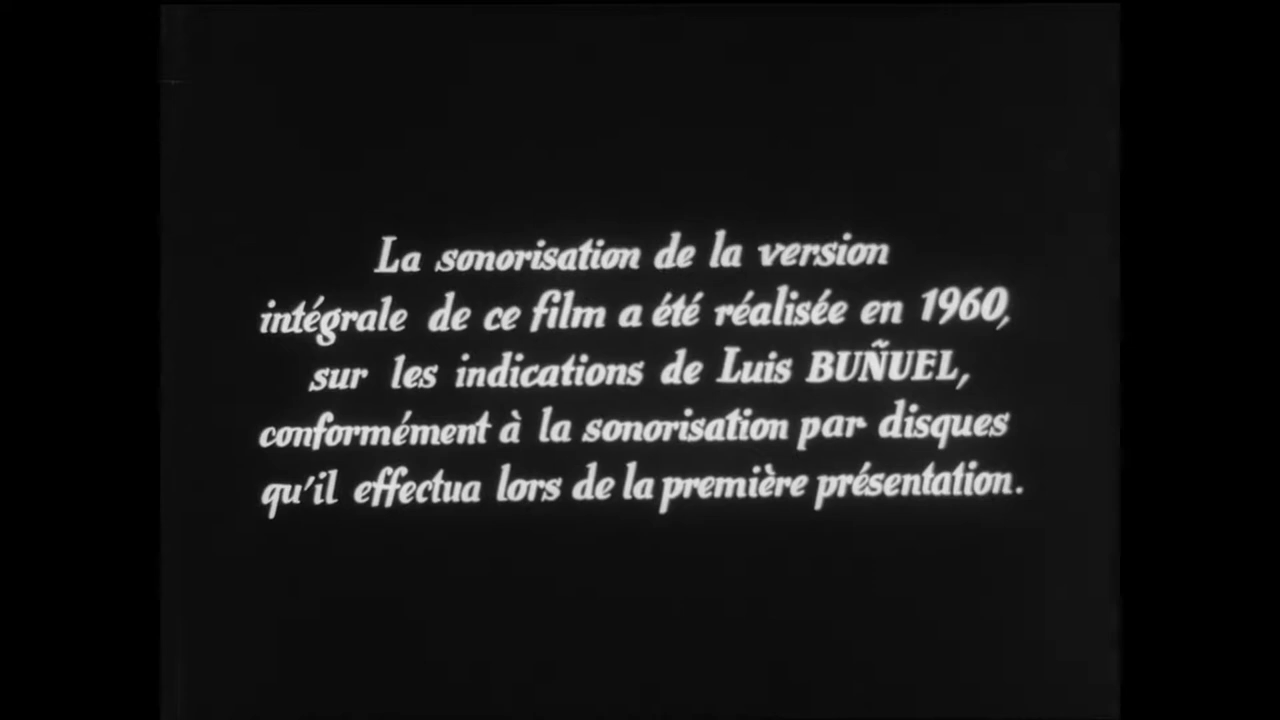 La sonorisation de la version
intégrale de ce film a été réalisée en 1960,
sur les indications de Luis BUÑUEL,
conformément à la sonorisation par disques
qu'il effectua lors de la première présentation.